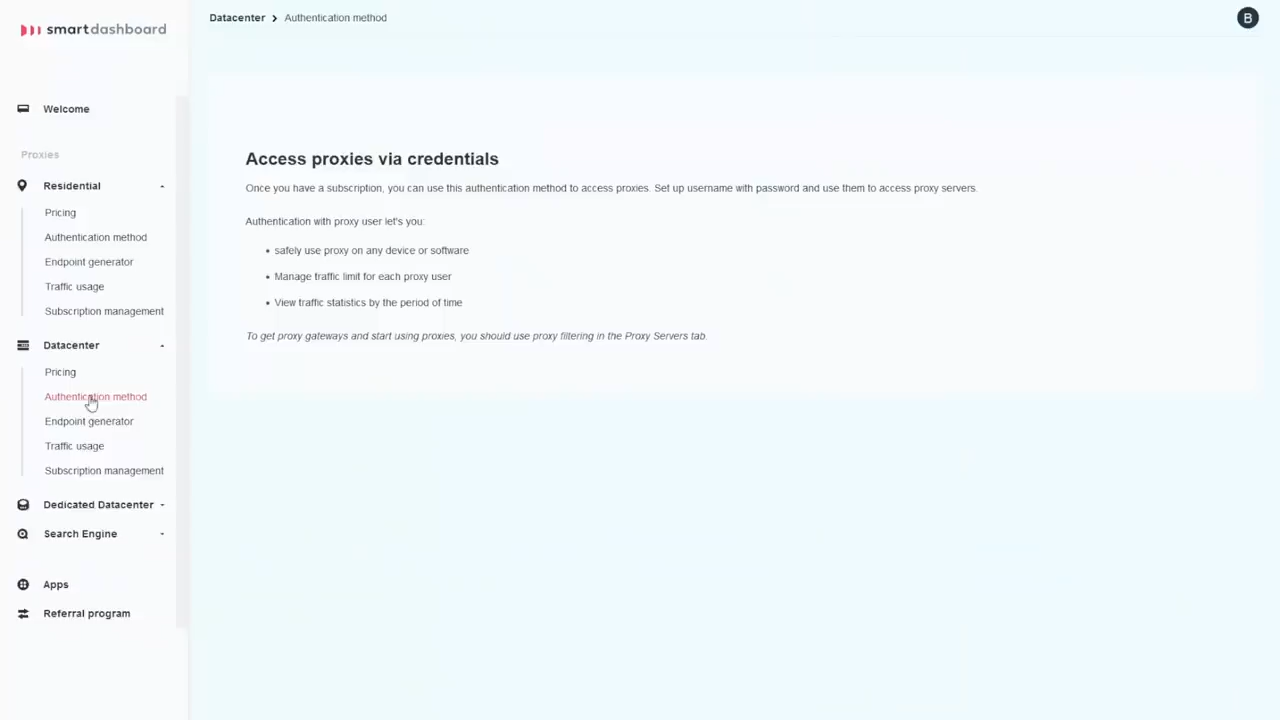 smartdashboard
Datacenter > Authentication method
B
Welcome
Proxies
Residential
Pricing
Authentication method
Endpoint generator
Traffic usage
Subscription management
Datacenter
Pricing
Authentication method
Endpoint generator
Traffic usage
Subscription management
Dedicated Datacenter
Search Engine
Apps
Referral program
Access proxies via credentials
Once you have a subscription, you can use this authentication method to access proxies. Set up username with password and use them to access proxy servers.
Authentication with proxy user let's you:
• safely use proxy on any device or software
• Manage traffic limit for each proxy user
• View traffic statistics by the period of time
To get proxy gateways and start using proxies, you should use proxy filtering in the Proxy Servers tab.